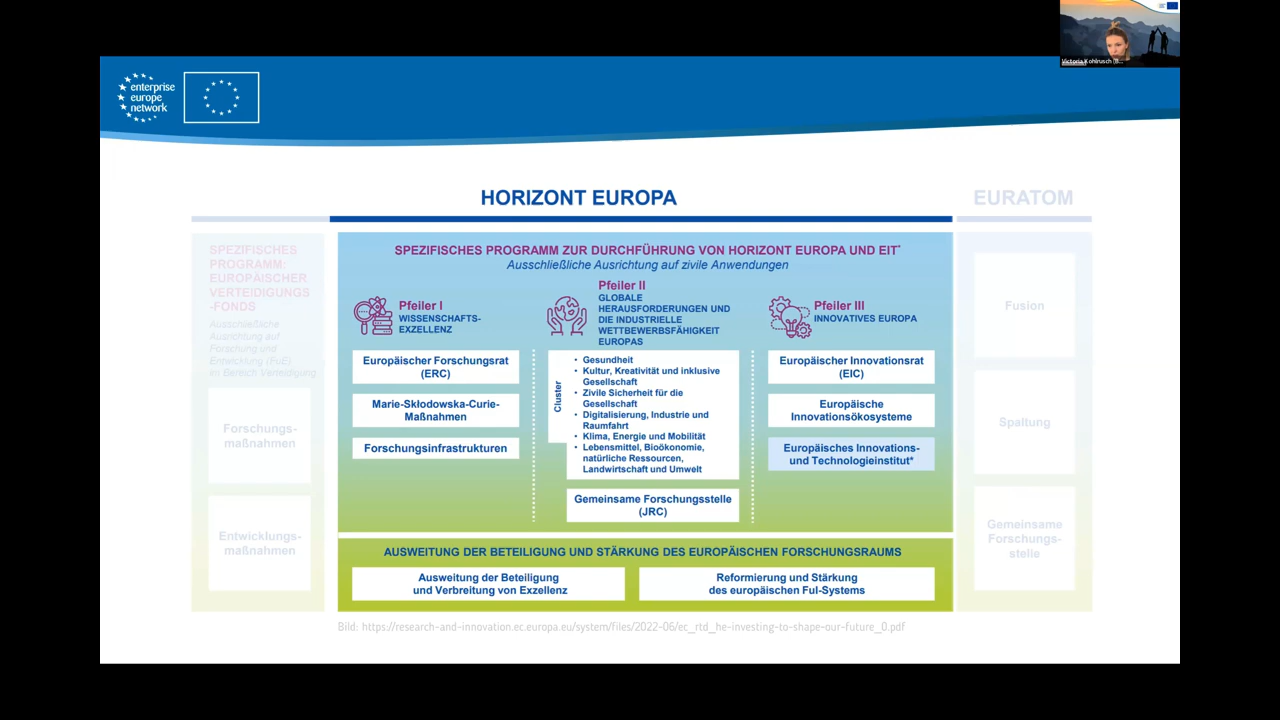 Victoria Kohlrusch (B...
enterprise
europe
network
HORIZONT EUROPA
EURATOM
SPEZIFISCHES
PROGRAMM:
EUROPÄISCHER
VERTEIDIGUNGS
-FONDS
Ausschließliche
Ausrichtung auf
Forschung und
Entwicklung (FuE)
im Bereich Verteidigung
Forschungs-
maßnahmen
Entwicklungs-
maßnahmen
SPEZIFISCHES PROGRAMM ZUR DURCHFÜHRUNG VON HORIZONT EUROPA UND EIT*
Ausschließliche Ausrichtung auf zivile Anwendungen
Pfeiler I
WISSENSCHAFTS-
EXZELLENZ
Europäischer Forschungsrat
(ERC)
Marie-Skłodowska-Curie-
Maßnahmen
Forschungsinfrastrukturen
Pfeiler II
GLOBALE
HERAUSFORDERUNGEN UND
DIE INDUSTRIELLE
WETTBEWERBSFÄHIGKEIT
EUROPAS
Cluster
• Gesundheit
• Kultur, Kreativität und inklusive
Gesellschaft
• Zivile Sicherheit für die
Gesellschaft
• Digitalisierung, Industrie und
Raumfahrt
• Klima, Energie und Mobilität
• Lebensmittel, Bioökonomie,
natürliche Ressourcen,
Landwirtschaft und Umwelt
Gemeinsame Forschungsstelle
(JRC)
Pfeiler III
INNOVATIVES EUROPA
Europäischer Innovationsrat
(EIC)
Europäische
Innovationsökosysteme
Europäisches Innovations-
und Technologieinstitut*
AUSWEITUNG DER BETEILIGUNG UND STÄRKUNG DES EUROPÄISCHEN FORSCHUNGSRAUMS
Ausweitung der Beteiligung
und Verbreitung von Exzellenz
Reformierung und Stärkung
des europäischen FuI-Systems
Fusion
Spaltung
Gemeinsame
Forschungs-
stelle
Bild: https://research-and-innovation.ec.europa.eu/system/files/2022-06/ec_rtd_he-investing-to-shape-our-future_0.pdf